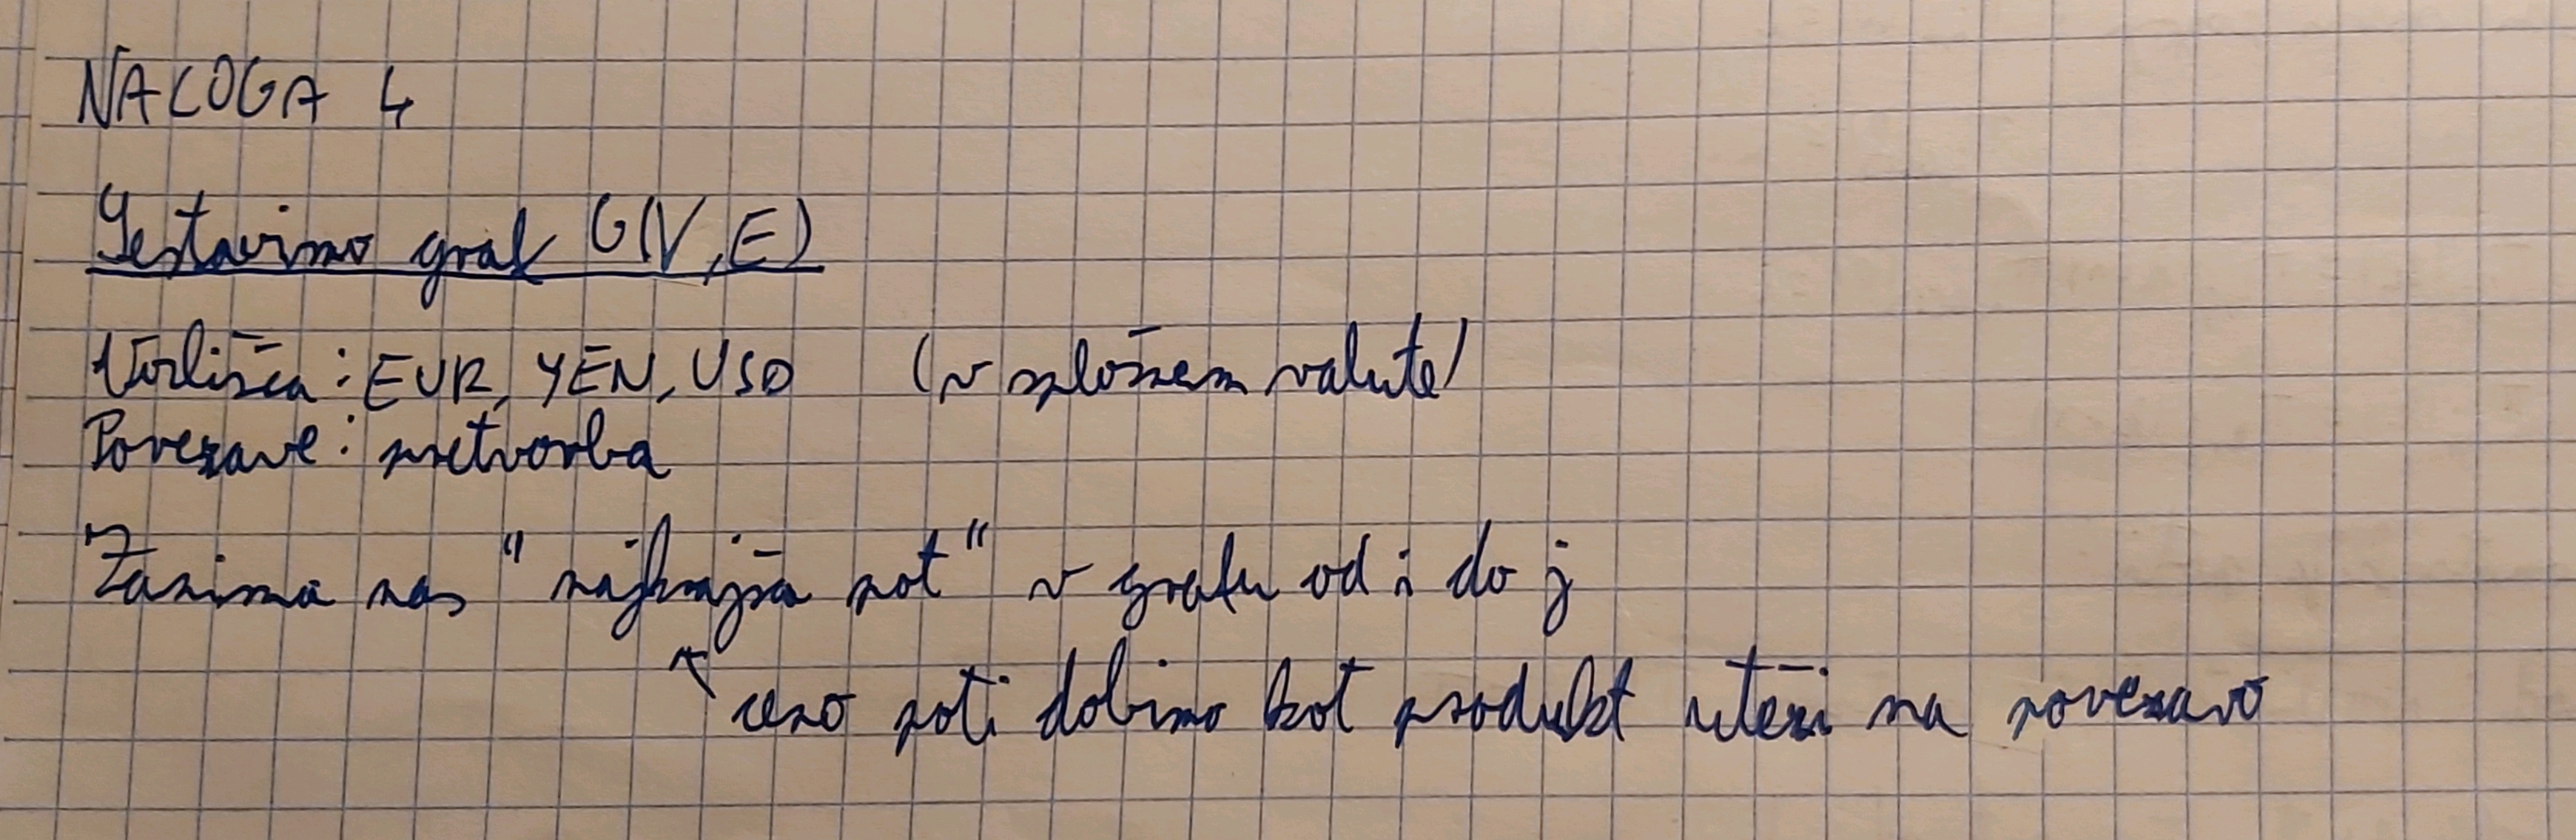 NALOGA 4
Sestavimo graf G(V,E)
Vozlišča: EUR, YEN, USD (v splošnem valute)
Povezave: pretvorba
Zanima nas "najkrajša pot" v grafu od i do j
ceno poti dobimo kot produkt uteži na povezavo